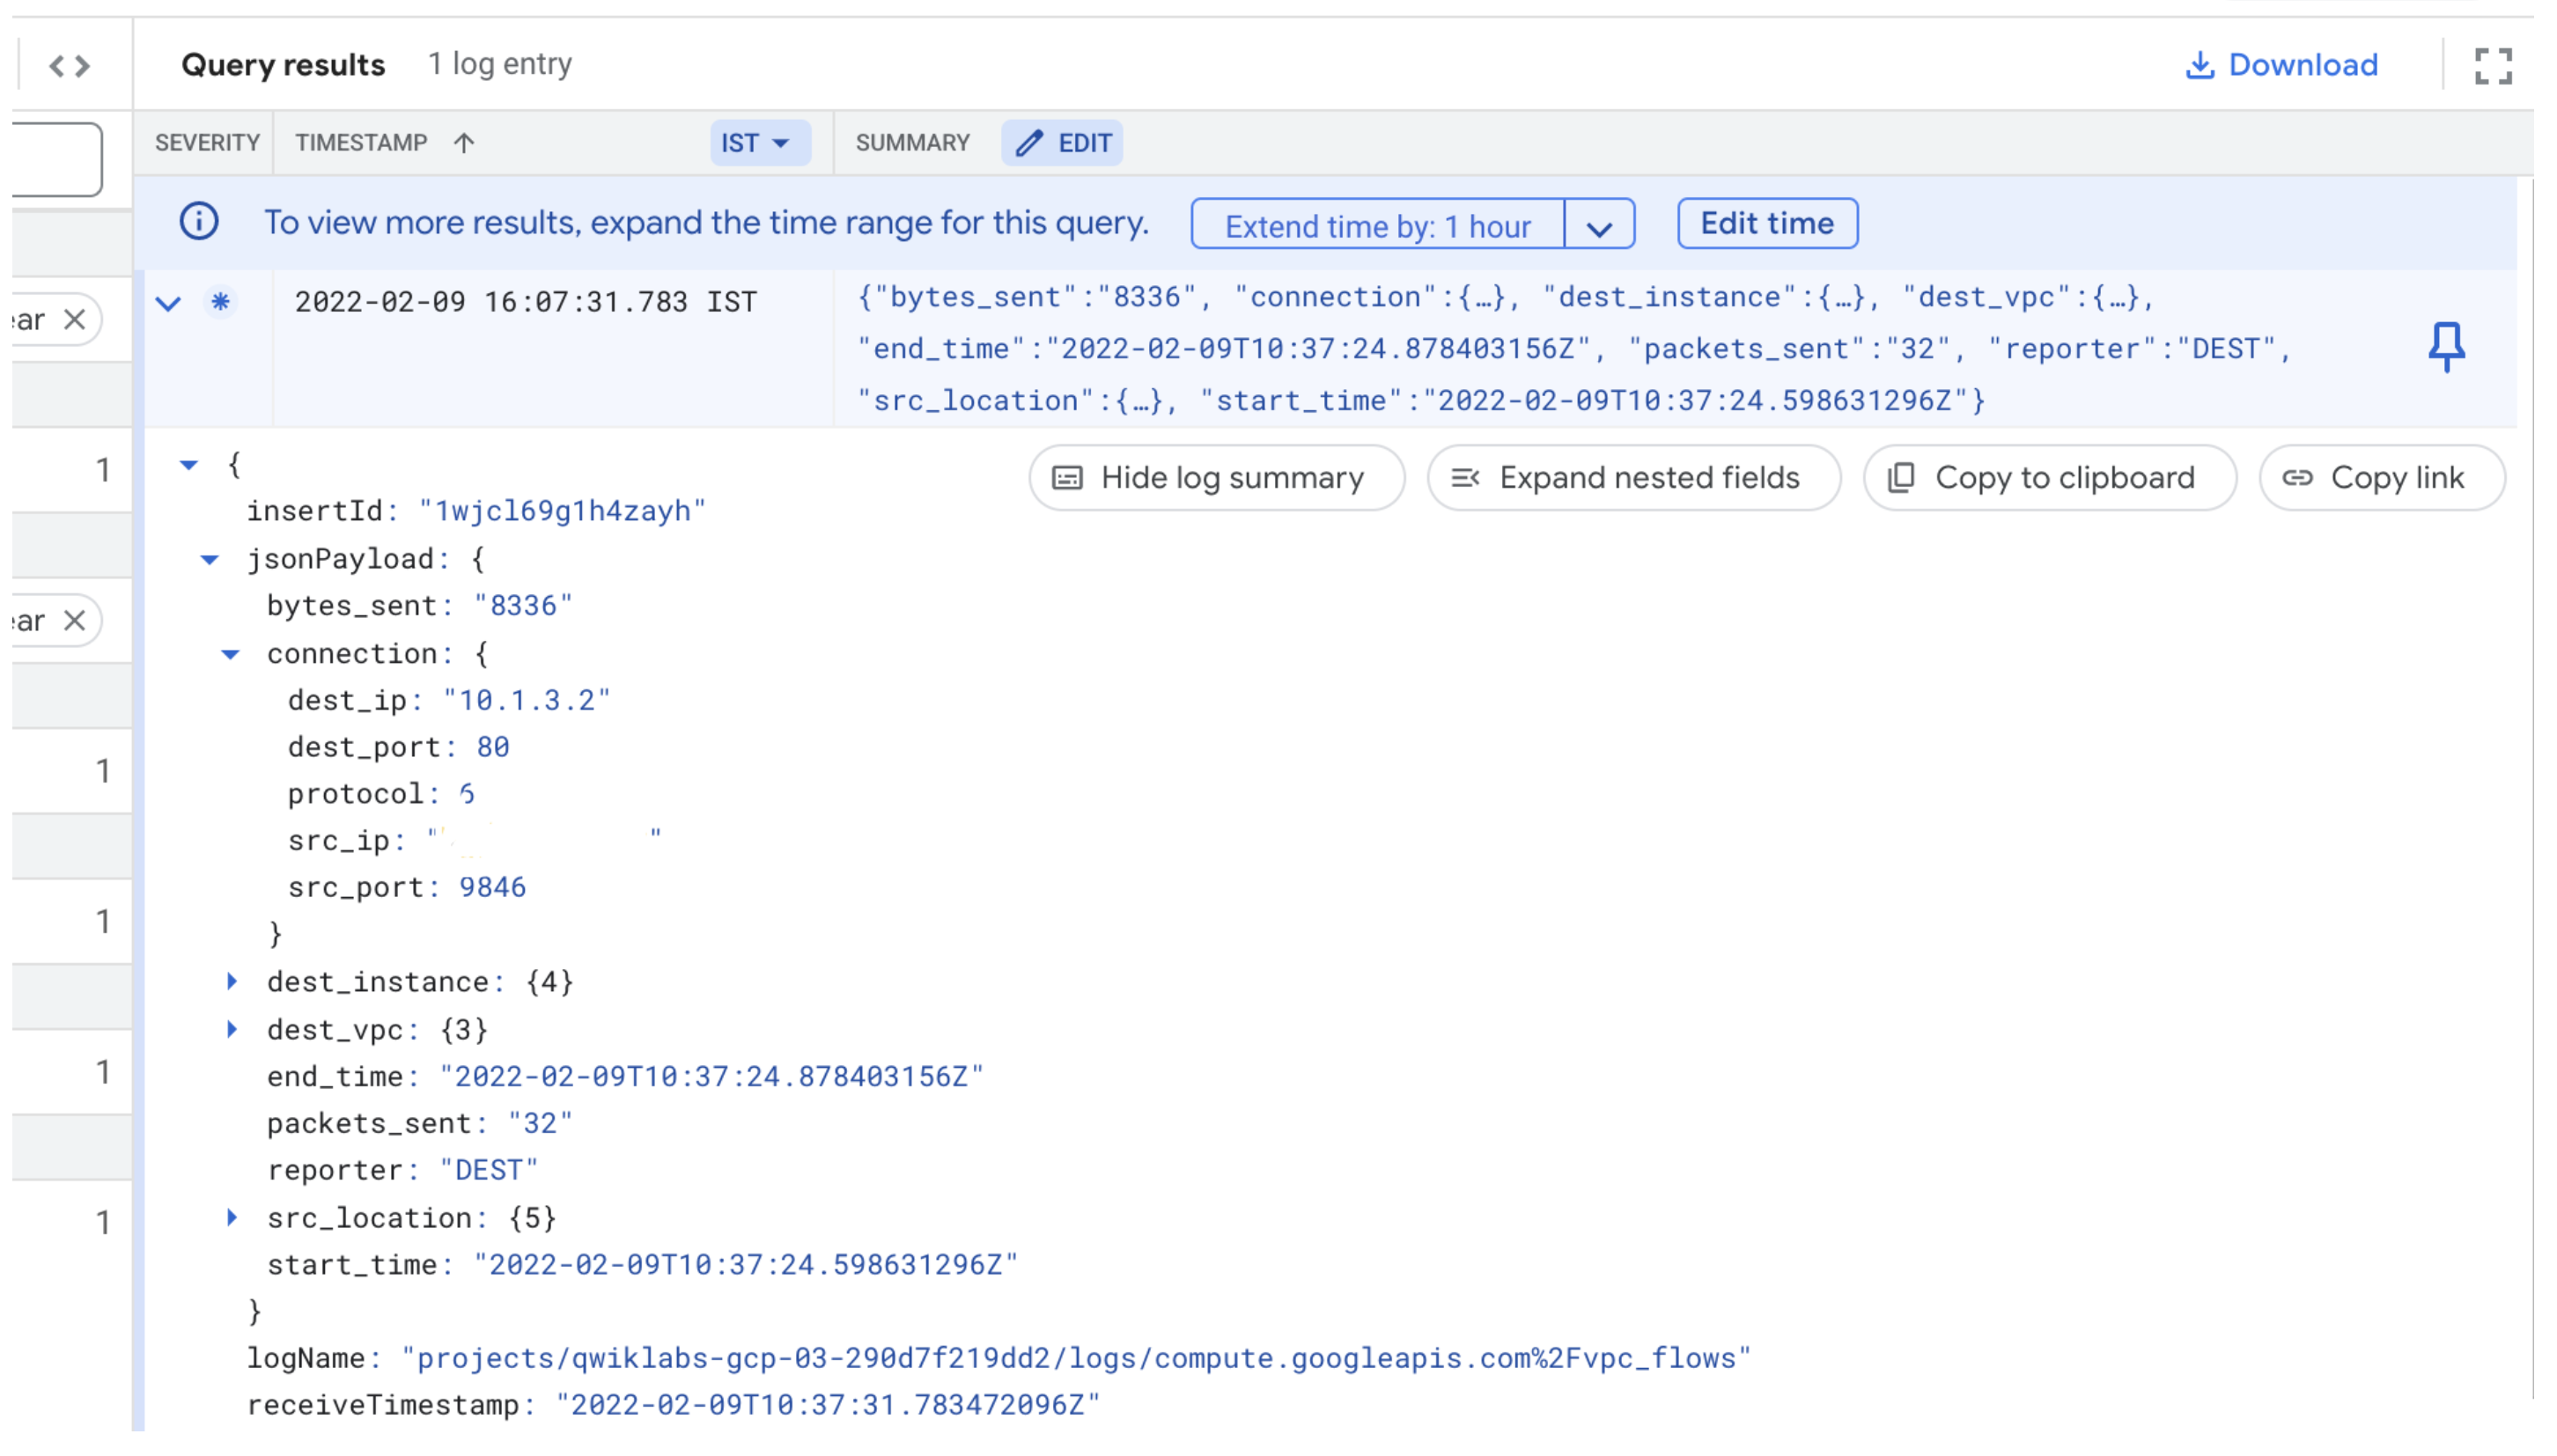 Query results 1 log entry Download
SEVERITY TIMESTAMP IST SUMMARY EDIT
To view more results, expand the time range for this query. Extend time by: 1 hour Edit time
ear
2022-02-09 16:07:31.783 IST
{"bytes_sent":"8336", "connection":{…}, "dest_instance":{…}, "dest_vpc":{…},
"end_time":"2022-02-09T10:37:24.878403156Z", "packets_sent":"32", "reporter":"DEST",
"src_location":{…}, "start_time":"2022-02-09T10:37:24.598631296Z"}
1
{
Hide log summary Expand nested fields Copy to clipboard Copy link
insertId: "1wjcl69g1h4zayh"
jsonPayload: {
bytes_sent: "8336"
ear
connection: {
dest_ip: "10.1.3.2"
dest_port: 80
1
protocol: 6
src_ip: " "
src_port: 9846
1
}
dest_instance: {4}
dest_vpc: {3}
1
end_time: "2022-02-09T10:37:24.878403156Z"
packets_sent: "32"
reporter: "DEST"
1
src_location: {5}
start_time: "2022-02-09T10:37:24.598631296Z"
}
logName: "projects/qwiklabs-gcp-03-290d7f219dd2/logs/compute.googleapis.com%2Fvpc_flows"
receiveTimestamp: "2022-02-09T10:37:31.783472096Z"